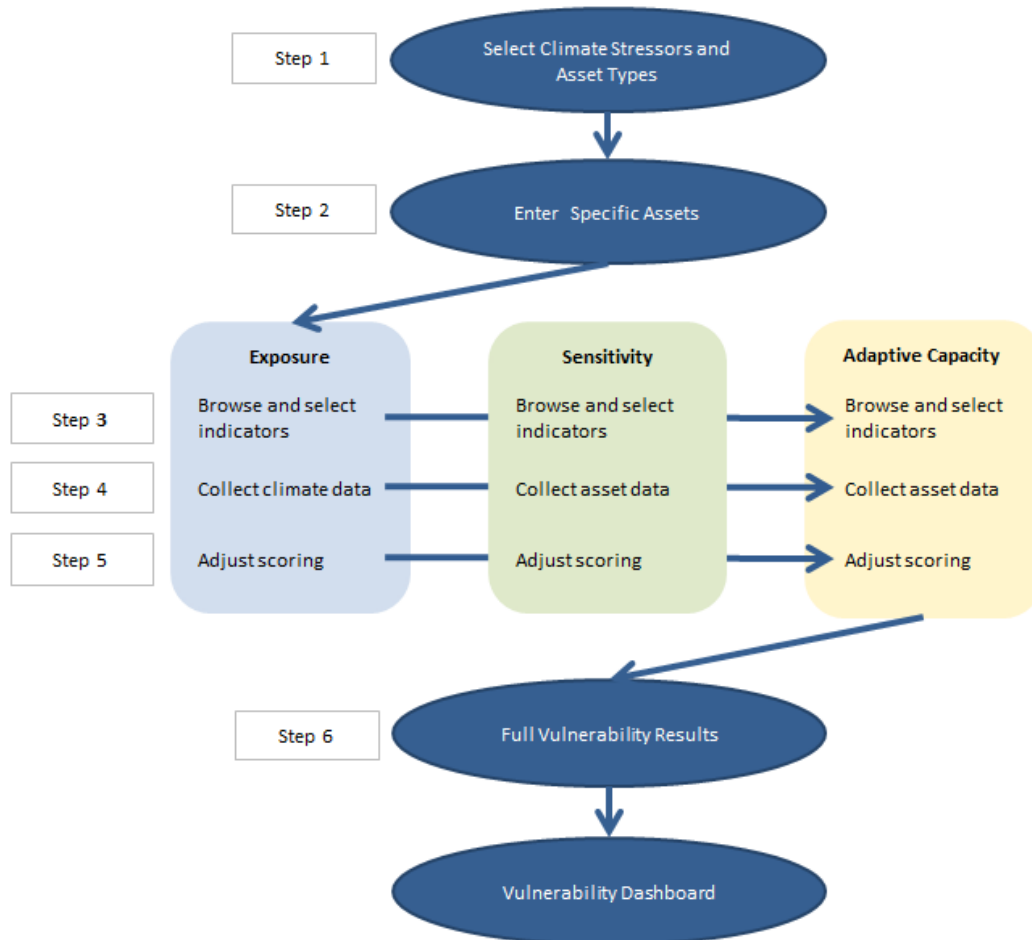 Step 1
Select Climate Stressors and
Asset Types
Step 2
Enter Specific Assets
Exposure
Sensitivity
Adaptive Capacity
Step 3
Browse and select
indicators
Browse and select
indicators
Browse and select
indicators
Step 4
Collect climate data
Collect asset data
Collect asset data
Step 5
Adjust scoring
Adjust scoring
Adjust scoring
Step 6
Full Vulnerability Results
Vulnerability Dashboard